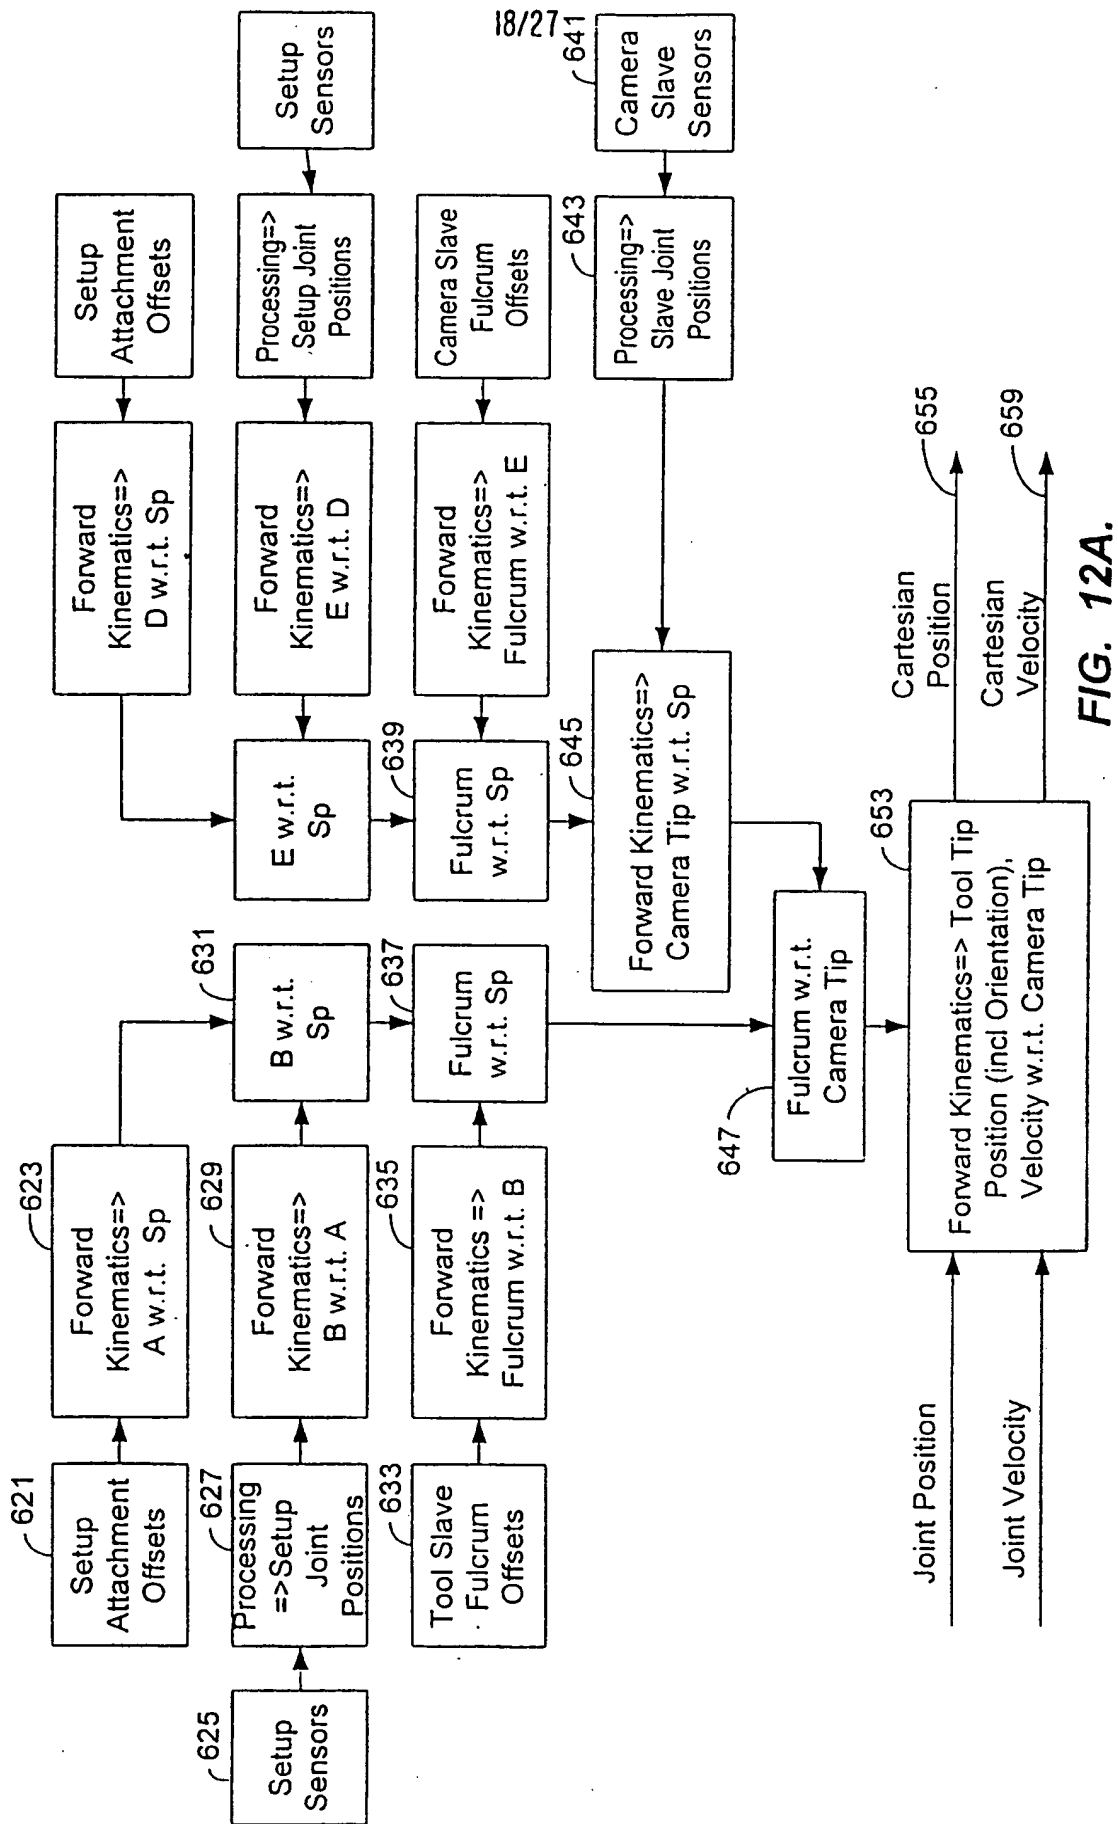 18/27
621
Setup
Attachment
Offsets
623
Forward
Kinematics=>
A w.r.t. Sp
Forward
Kinematics=>
D w.r.t. Sp
Setup
Attachment
Offsets
625
Setup
Sensors
627
Processing
=>Setup
Joint
Positions
629
Forward
Kinematics=>
B w.r.t. A
631
B w.r.t.
Sp
E w.r.t.
Sp
Forward
Kinematics=>
E w.r.t. D
Processing=>
Setup Joint
Positions
Setup
Sensors
633
Tool Slave
Fulcrum
Offsets
635
Forward
Kinematics =>
Fulcrum w.r.t. B
637
Fulcrum
w.r.t. Sp
639
Fulcrum
w.r.t. Sp
Forward
Kinematics=>
Fulcrum w.r.t. E
Camera Slave
Fulcrum
Offsets
645
Forward Kinematics=>
Camera Tip w.r.t. Sp
643
Processing=>
Slave Joint
Positions
641
Camera
Slave
Sensors
647
Fulcrum w.r.t.
Camera Tip
Joint Position
Joint Velocity
653
Forward Kinematics=> Tool Tip
Position (incl Orientation),
Velocity w.r.t. Camera Tip
Cartesian
Position
655
Cartesian
Velocity
659
FIG. 12A.